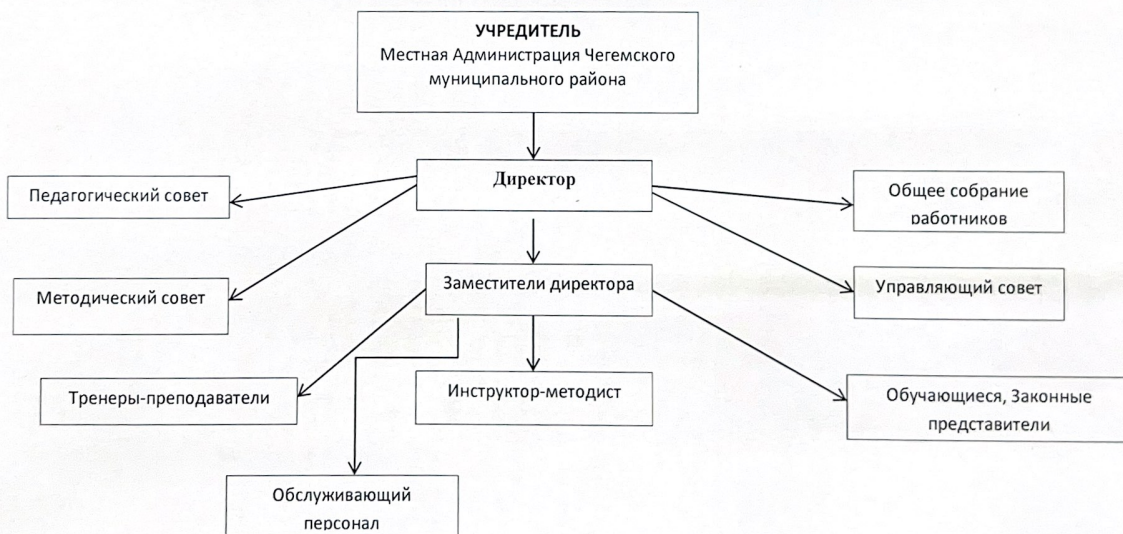 УЧРЕДИТЕЛЬ
Местная Администрация Чегемского
муниципального района
Директор
Педагогический совет
Общее собрание
работников
Методический совет
Заместители директора
Управляющий совет
Тренеры-преподаватели
Инструктор-методист
Обучающиеся, Законные
представители
Обслуживающий
персонал